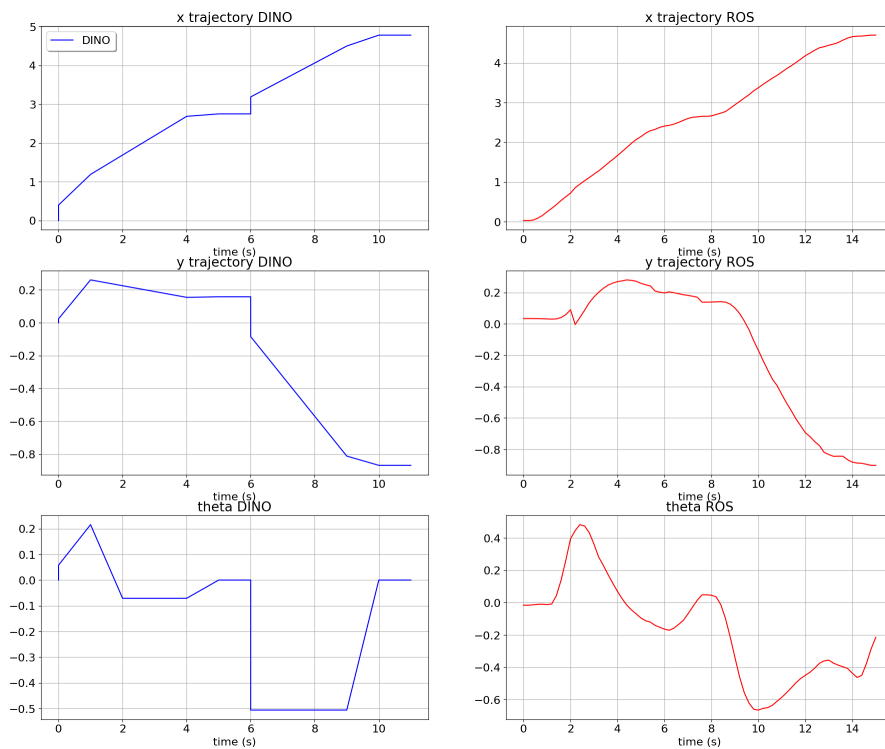 x trajectory DINO
5
4
3
2
1
0
DINO
0 2 4 6 8 10
time (s)
x trajectory ROS
4
3
2
1
0
0 2 4 6 8 10 12 14
time (s)
y trajectory DINO
0.2
0.0
−0.2
−0.4
−0.6
−0.8
0 2 4 6 8 10
time (s)
y trajectory ROS
0.2
0.0
−0.2
−0.4
−0.6
−0.8
0 2 4 6 8 10 12 14
time (s)
theta DINO
0.2
0.1
0.0
−0.1
−0.2
−0.3
−0.4
−0.5
0 2 4 6 8 10
time (s)
theta ROS
0.4
0.2
0.0
−0.2
−0.4
−0.6
0 2 4 6 8 10 12 14
time (s)